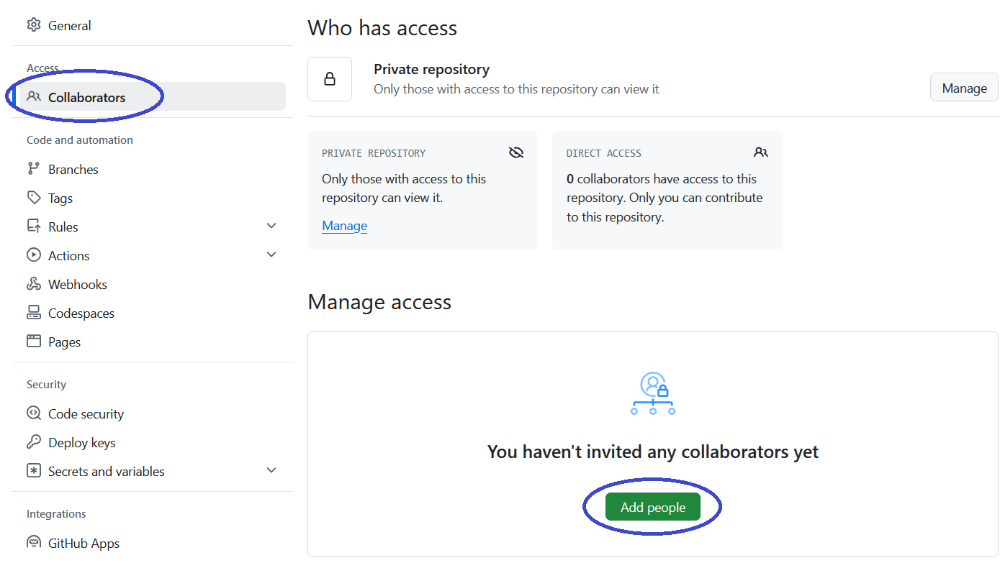 General
Access
Collaborators
Code and automation
Branches
Tags
Rules
Actions
Webhooks
Codespaces
Pages
Security
Code security
Deploy keys
Secrets and variables
Integrations
GitHub Apps
Who has access
Private repository
Only those with access to this repository can view it
Manage
PRIVATE REPOSITORY
Only those with access to this
repository can view it.
Manage
DIRECT ACCESS
0 collaborators have access to this
repository. Only you can contribute
to this repository.
Manage access
You haven't invited any collaborators yet
Add people